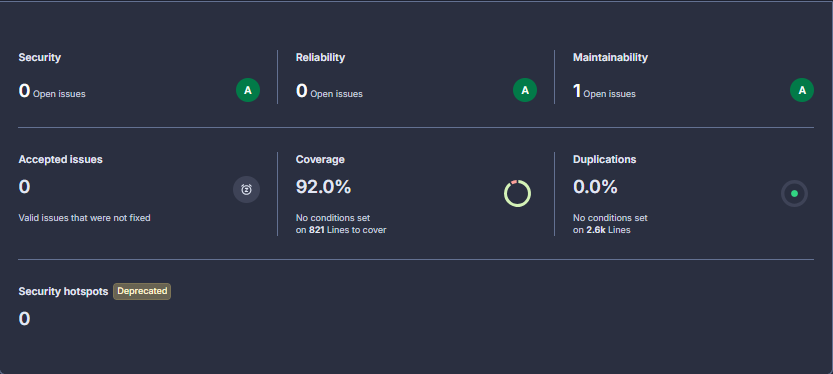 Security
0 Open issues
A
Reliability
0 Open issues
A
Maintainability
1 Open issues
A
Accepted issues
0
Valid issues that were not fixed
Coverage
92.0%
No conditions set
on 821 Lines to cover
Duplications
0.0%
No conditions set
on 2.6k Lines
Security hotspots Deprecated
0